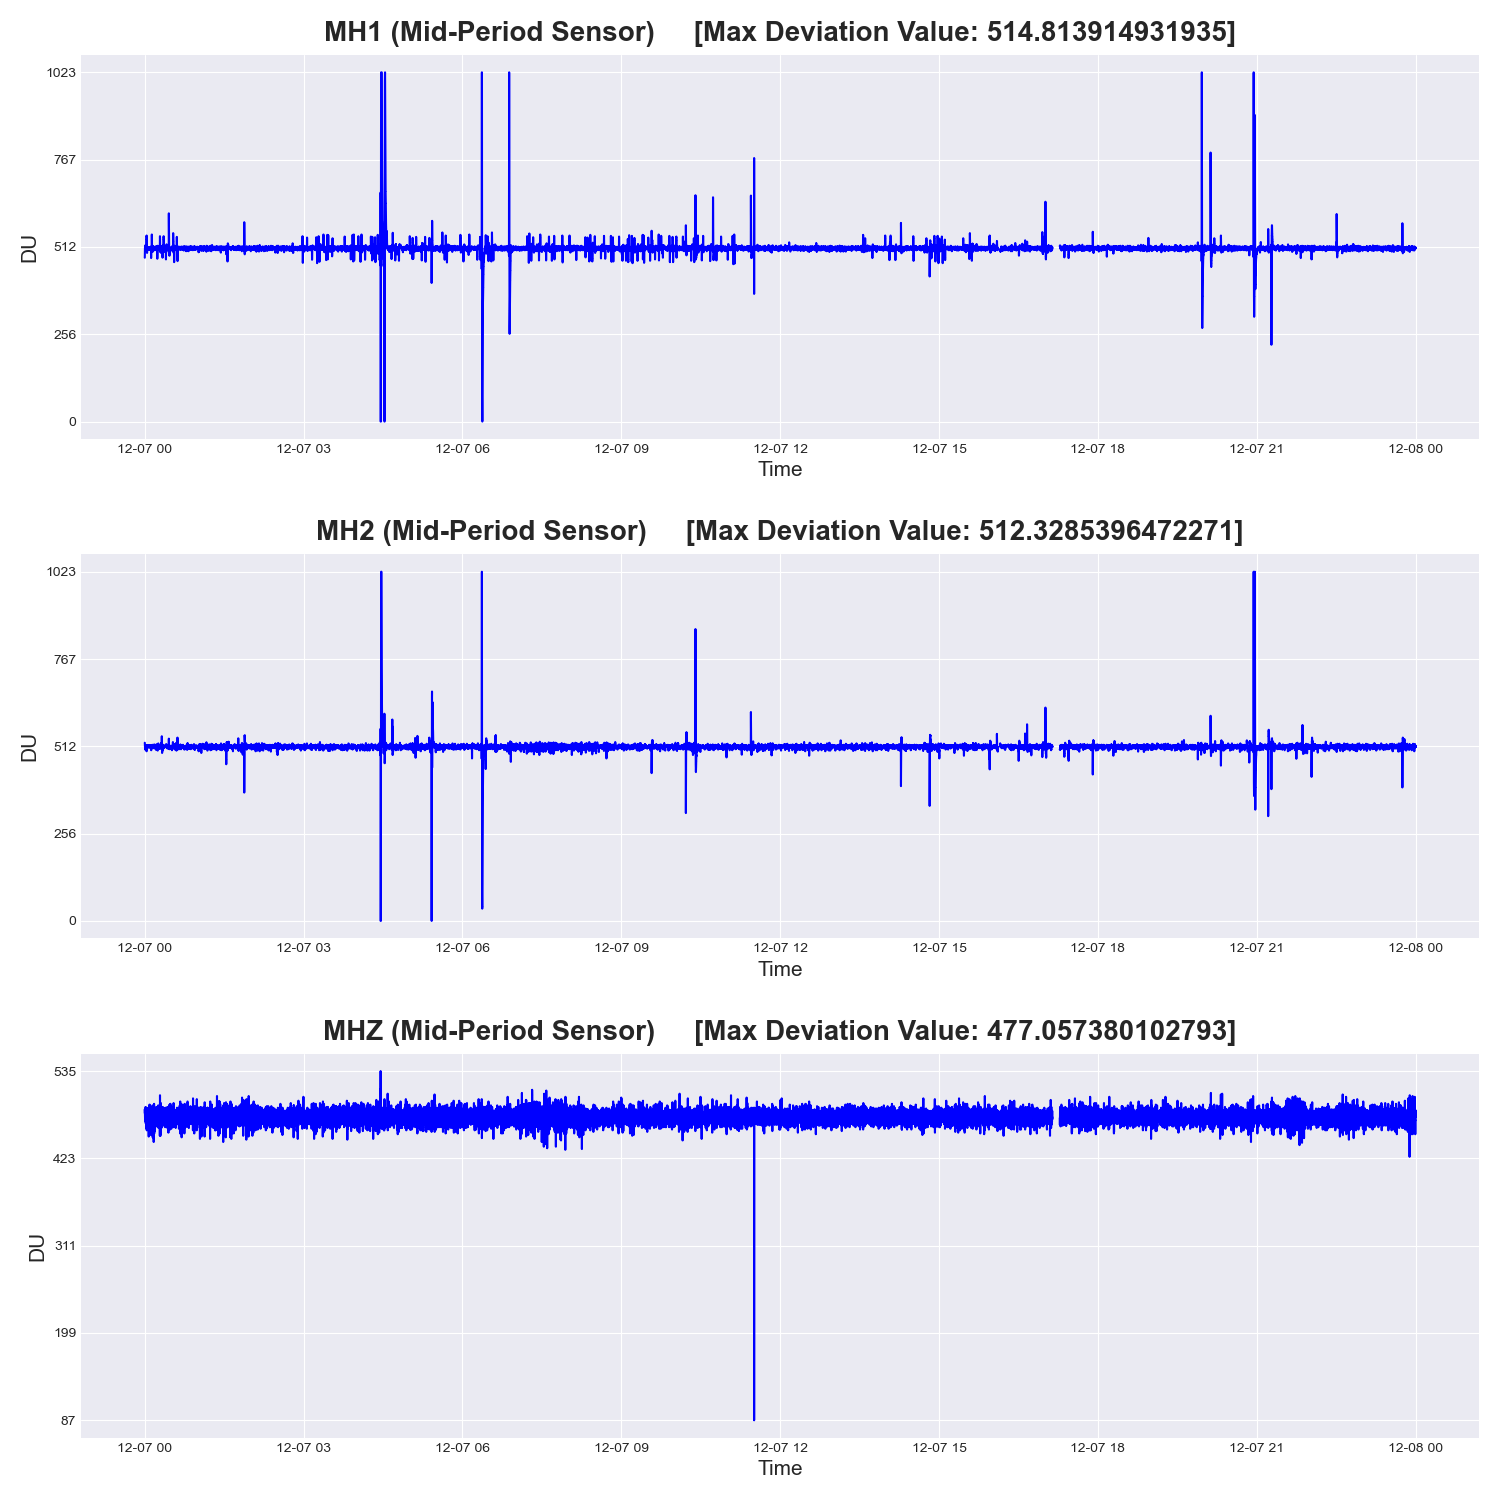 MH1 (Mid-Period Sensor) [Max Deviation Value: 514.813914931935]
1023
767
512
256
0
DU
12-07 00 12-07 03 12-07 06 12-07 09 12-07 12 12-07 15 12-07 18 12-07 21 12-08 00
Time
MH2 (Mid-Period Sensor) [Max Deviation Value: 512.3285396472271]
1023
767
512
256
0
DU
12-07 00 12-07 03 12-07 06 12-07 09 12-07 12 12-07 15 12-07 18 12-07 21 12-08 00
Time
MHZ (Mid-Period Sensor) [Max Deviation Value: 477.057380102793]
535
423
311
199
87
DU
12-07 00 12-07 03 12-07 06 12-07 09 12-07 12 12-07 15 12-07 18 12-07 21 12-08 00
Time